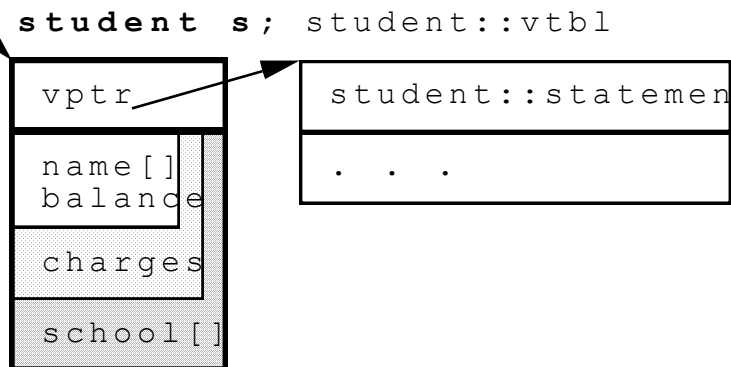 student s; student::vtbl
vptr
student::statemen
name[]
balance
. . .
charges
school[]